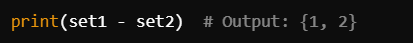 print(set1 - set2)  # Output: {1, 2}